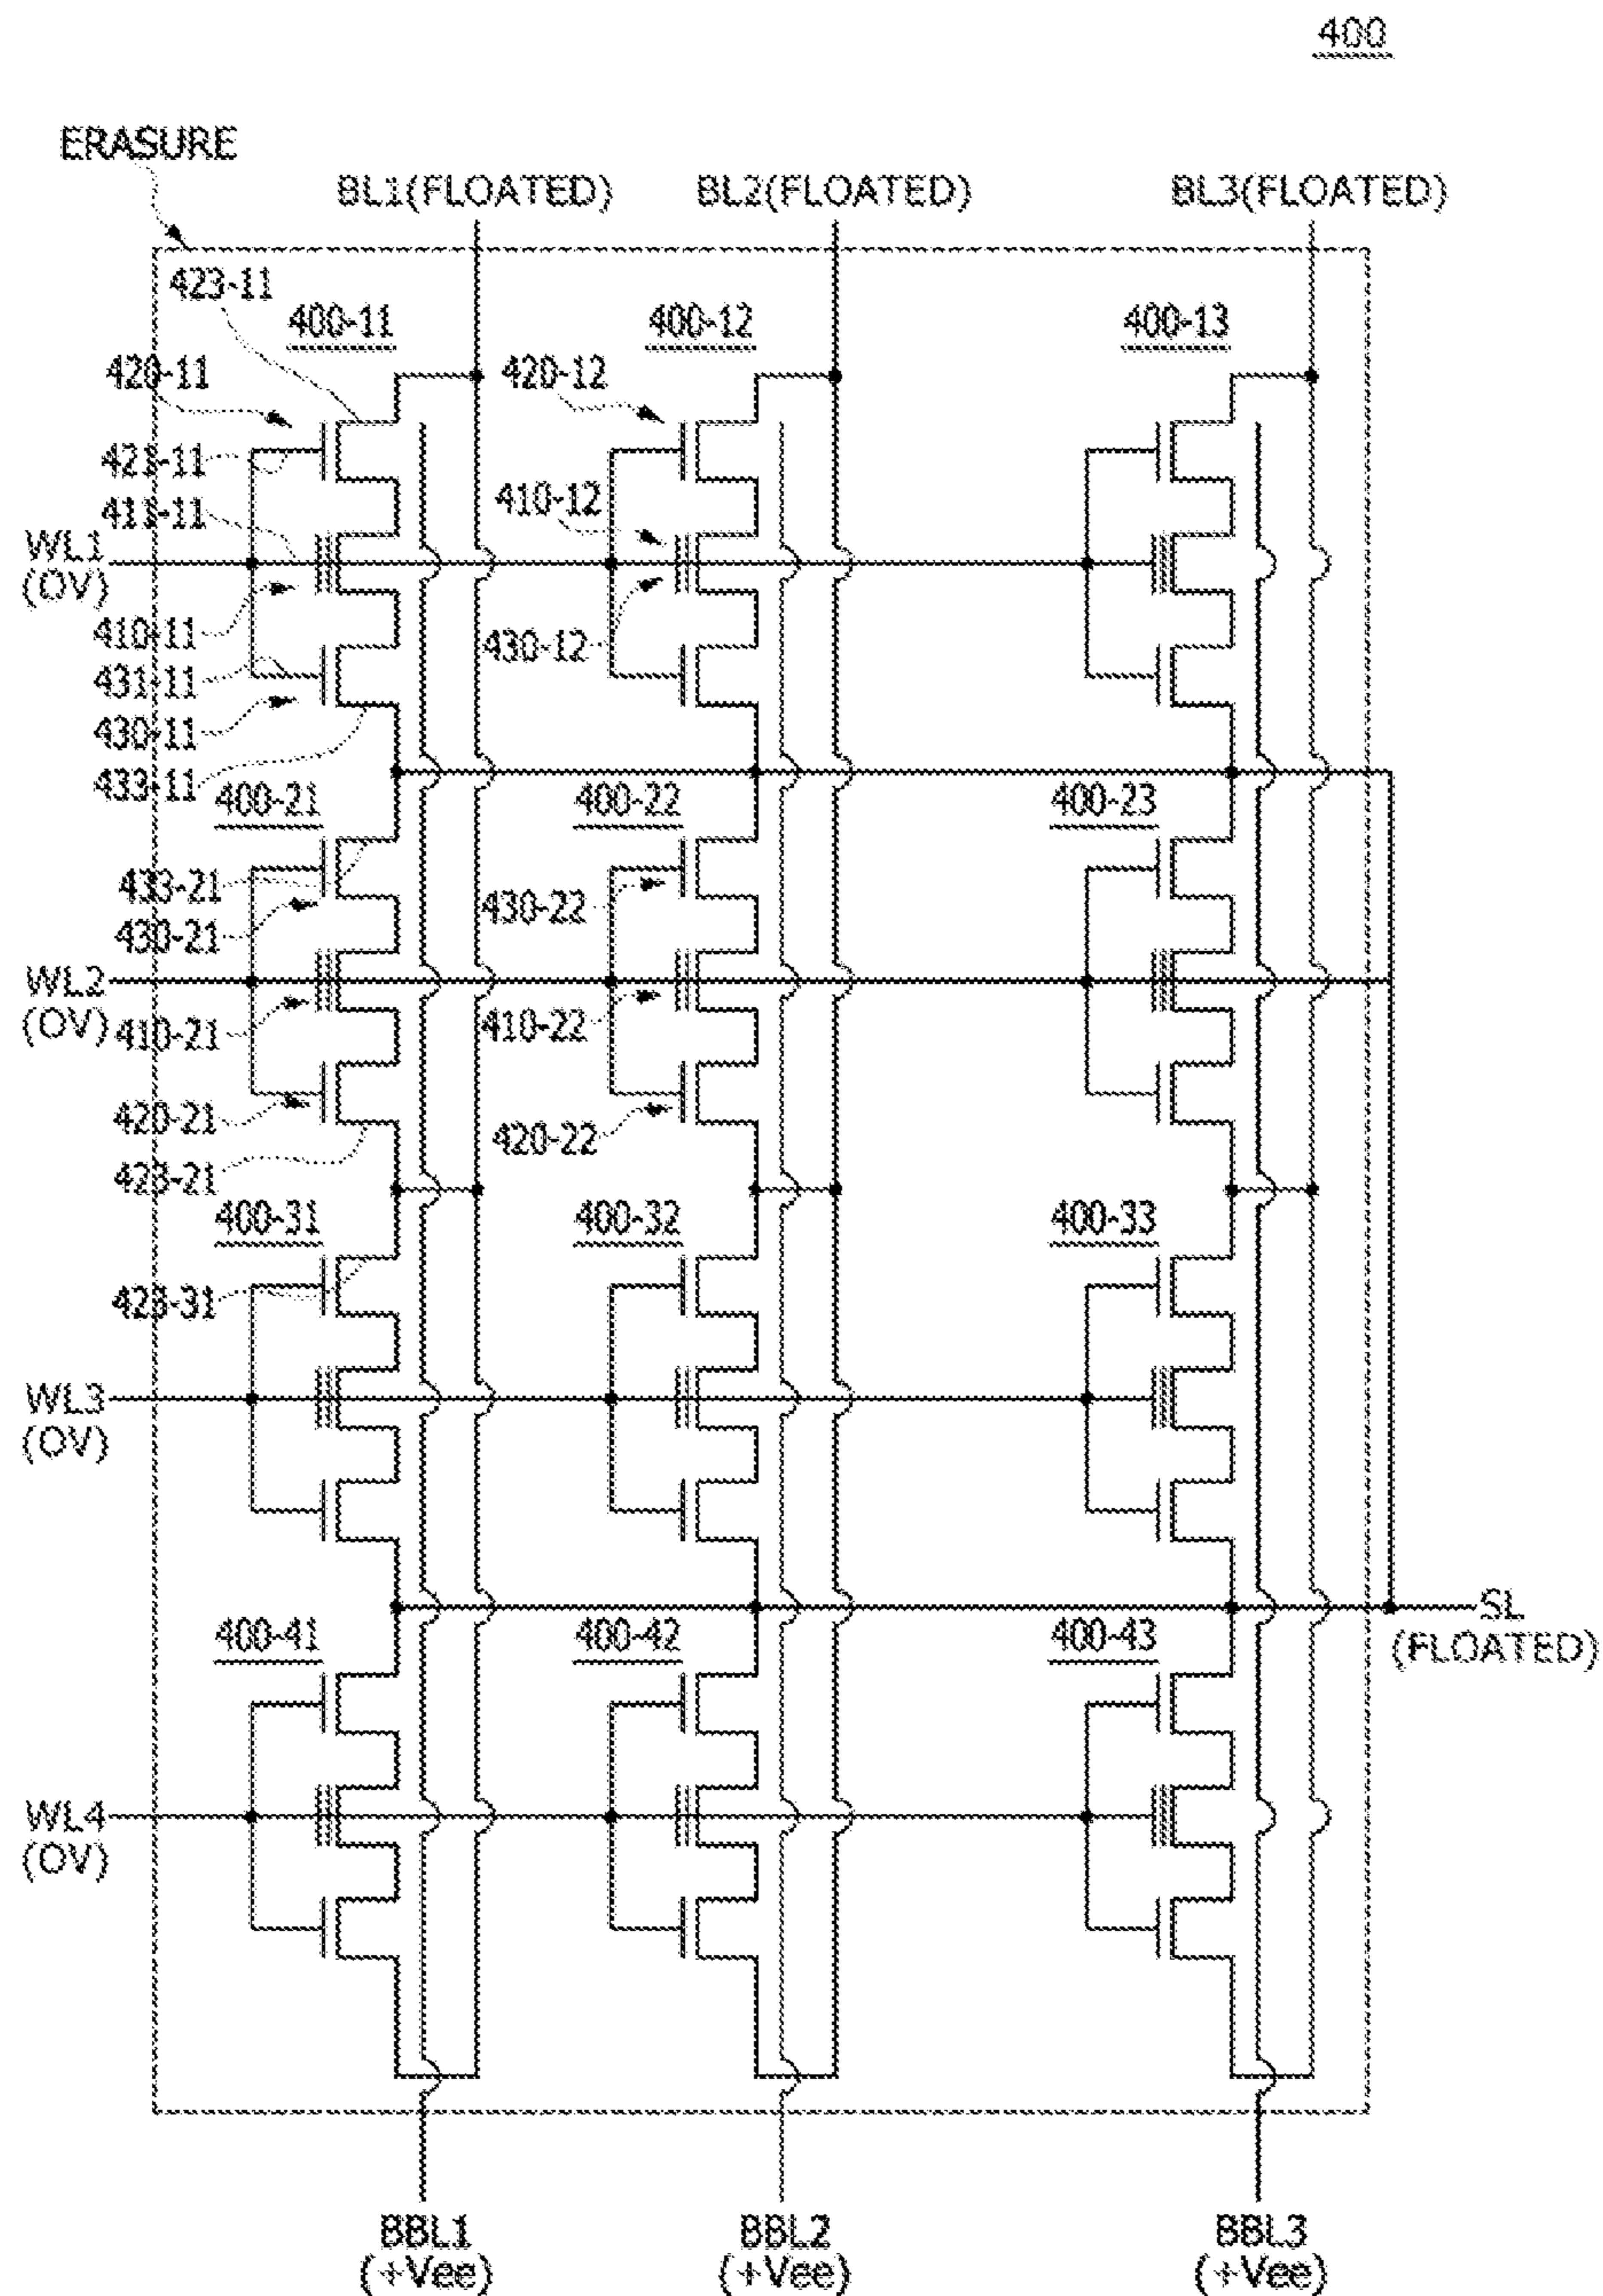 400
ERASURE
BL1(FLOATED)
BL2(FLOATED)
BL3(FLOATED)
423-11
400-11
400-12
400-13
420-11
420-12
421-11
411-11
410-12
WL1
(OV)
410-11
430-12
431-11
430-11
433-11
400-21
400-22
400-23
433-21
430-21
430-22
WL2
(OV)
410-21
410-22
420-21
420-22
423-21
400-31
400-32
400-33
423-31
WL3
(OV)
SL
(FLOATED)
400-41
400-42
400-43
WL4
(OV)
BBL1
(+Vee)
BBL2
(+Vee)
BBL3
(+Vee)